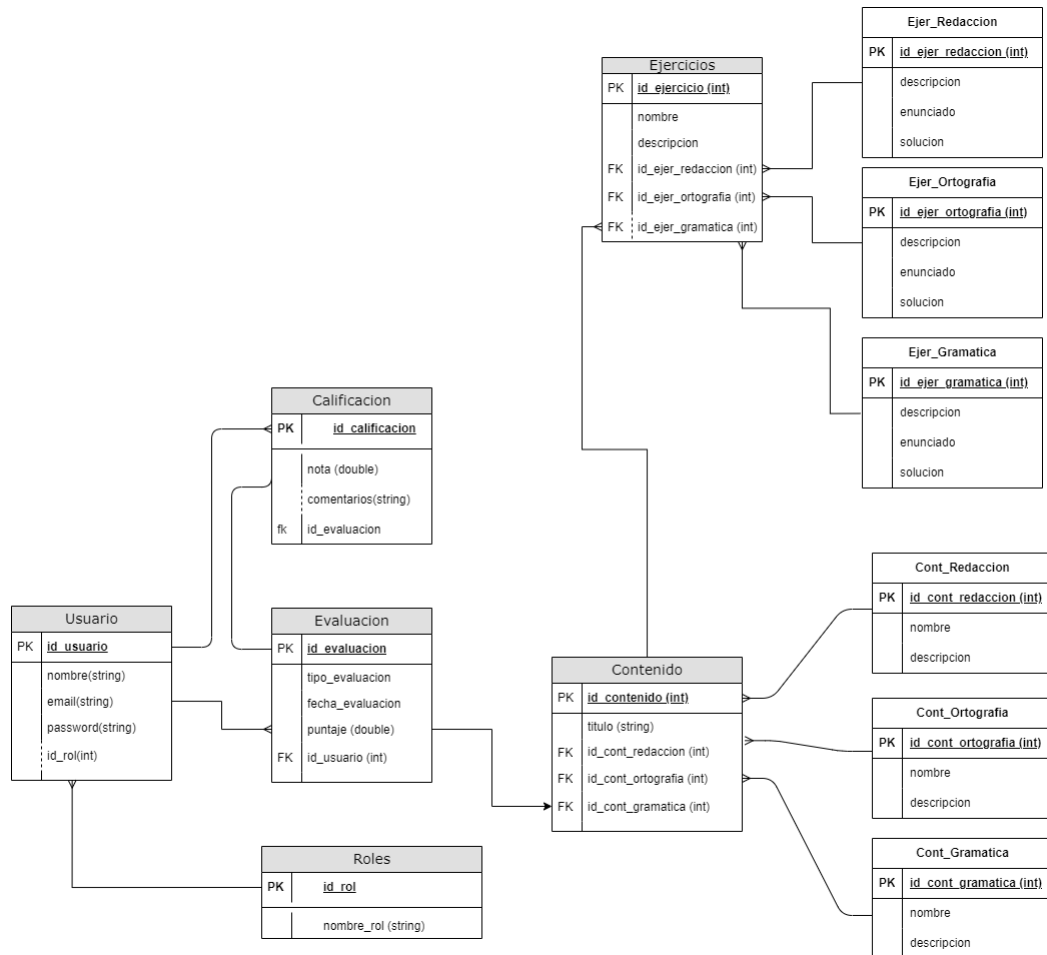 Ejer_Redaccion
PK id_ejer_redaccion (int)
descripcion
enunciado
solucion
Ejercicios
PK id_ejercicio (int)
nombre
descripcion
FK id_ejer_redaccion (int)
FK id_ejer_ortografia (int)
FK id_ejer_gramatica (int)
Ejer_Ortografia
PK id_ejer_ortografia (int)
descripcion
enunciado
solucion
Ejer_Gramatica
PK id_ejer_gramatica (int)
descripcion
enunciado
solucion
Calificacion
PK id_calificacion
nota (double)
comentarios(string)
fk id_evaluacion
Usuario
PK id_usuario
nombre(string)
email(string)
password(string)
id_rol(int)
Evaluacion
PK id_evaluacion
tipo_evaluacion
fecha_evaluacion
puntaje (double)
FK id_usuario (int)
Contenido
PK id_contenido (int)
titulo (string)
FK id_cont_redaccion (int)
FK id_cont_ortografia (int)
FK id_cont_gramatica (int)
Cont_Redaccion
PK id_cont_redaccion (int)
nombre
descripcion
Cont_Ortografia
PK id_cont_ortografia (int)
nombre
descripcion
Cont_Gramatica
PK id_cont_gramatica (int)
nombre
descripcion
Roles
PK id_rol
nombre_rol (string)